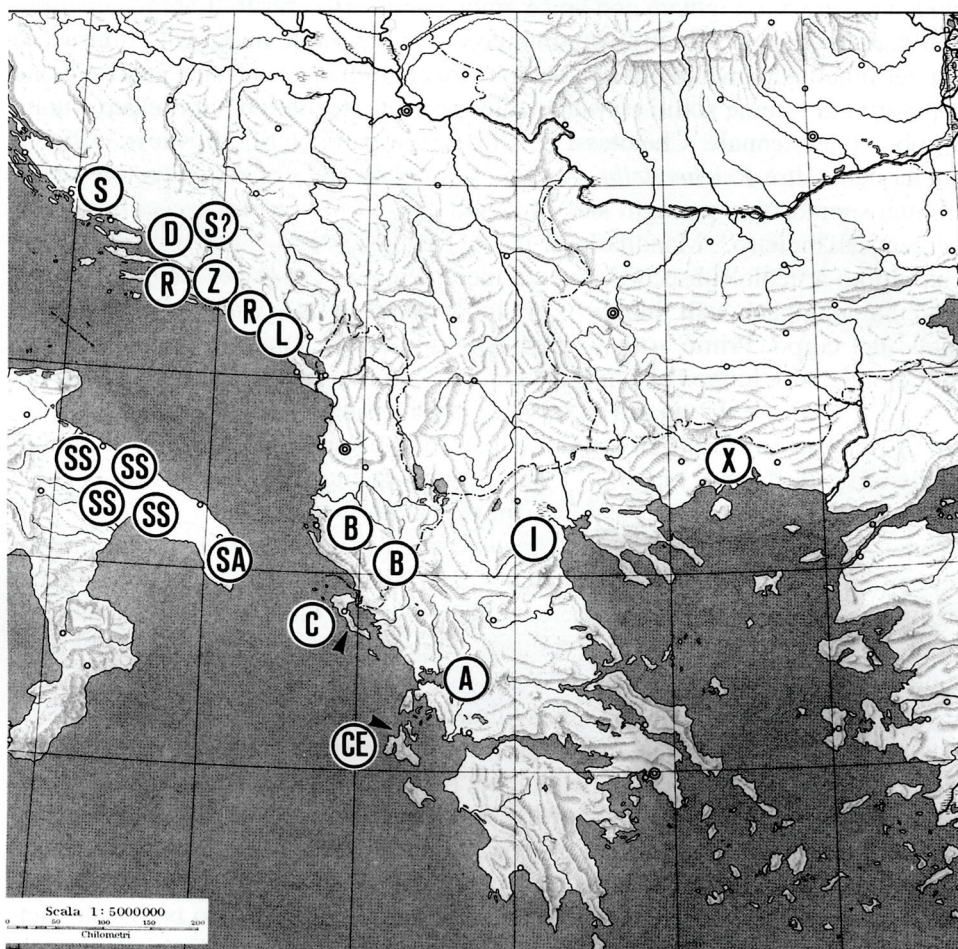 S
D
S?
R
Z
R
L
SS
SS
X
SS
SS
B
I
SA
B
C
A
CE
Scala 1:5000000
0 50 100 150 200
Chilometri